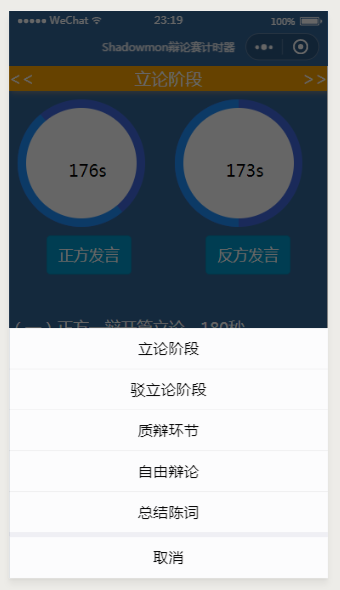 WeChat 23:19 100%
Shadowmon辩论赛计时器
<< 立论阶段 >>
176s 173s
正方发言 反方发言
(一)正方一辩开篇立论，180秒
立论阶段
驳立论阶段
质辩环节
自由辩论
总结陈词
取消